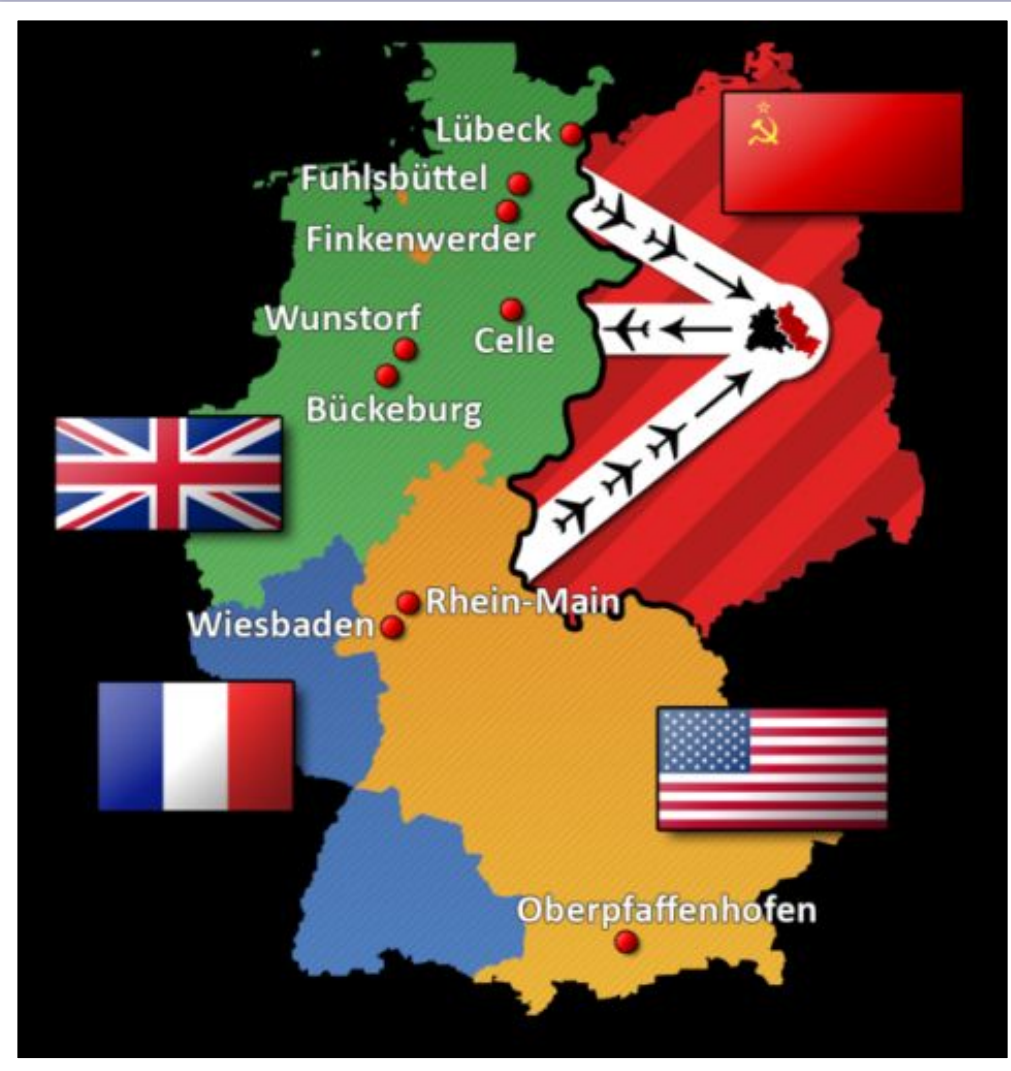 Lübeck
Fuhlsbüttel
Finkenwerder
Wunstorf
Celle
Bückeburg
Rhein-Main
Wiesbaden
Oberpfaffenhofen